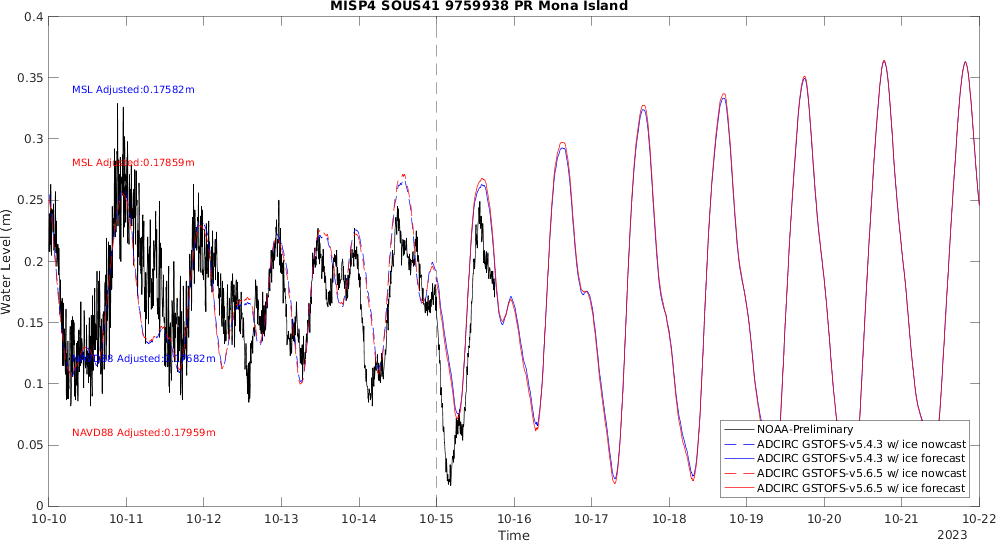 MISP4 SOUS41 9759938 PR Mona Island
0.4
0.35
0.3
0.25
0.2
0.15
0.1
0.05
0
Water Level (m)
MSL Adjusted:0.17582m
MSL Adjusted:0.17859m
NAVD88 Adjusted:0.17959m
NOAA-Preliminary
ADCIRC GSTOFS-v5.4.3 w/ ice nowcast
ADCIRC GSTOFS-v5.4.3 w/ ice forecast
ADCIRC GSTOFS-v5.6.5 w/ ice nowcast
ADCIRC GSTOFS-v5.6.5 w/ ice forecast
10-10 10-11 10-12 10-13 10-14 10-15 10-16 10-17 10-18 10-19 10-20 10-21 10-22
Time
2023